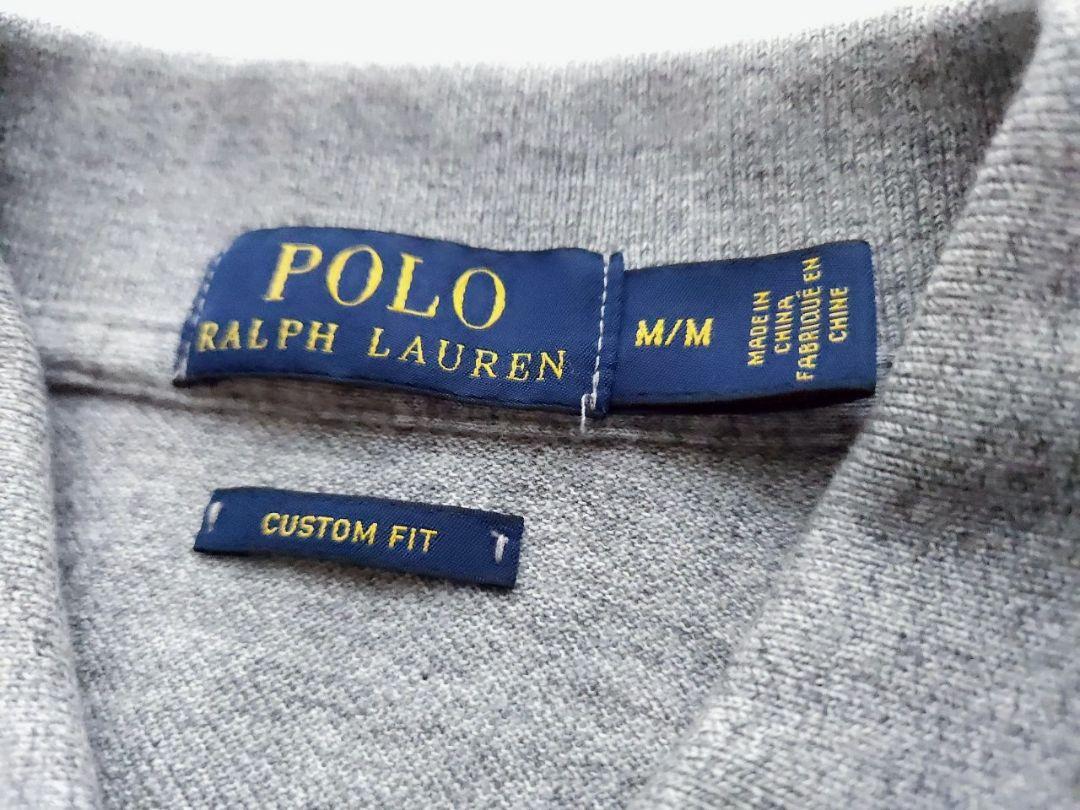 POLO
RALPH LAUREN
M/M
MADE IN
CHINA
FABRIQUÉ EN
CHINE
CUSTOM FIT